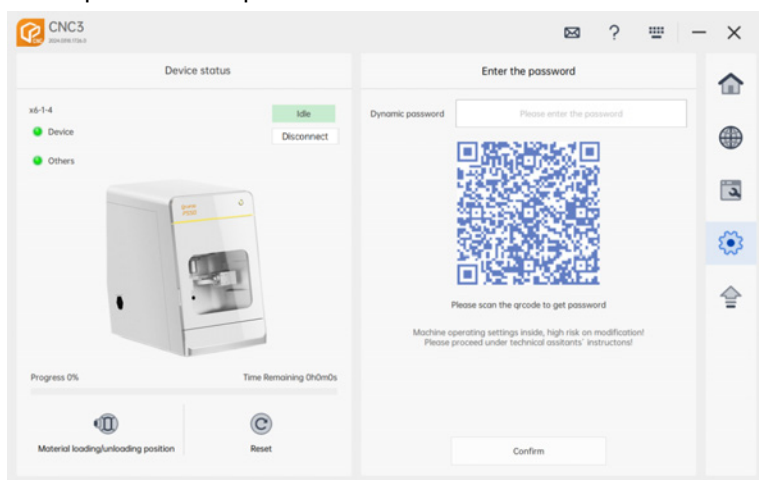 CNC3
Device status
Enter the password
x6-1-4
Idle
Device
Disconnect
Others
Dynamic password
Please enter the password
Please scan the qrcode to get password
Machine operating settings inside, high risk on modification!
Please proceed under technical assitants' instructons!
Progress 0%
Time Remaining 0h0m0s
Material loading/unloading position
Reset
Confirm